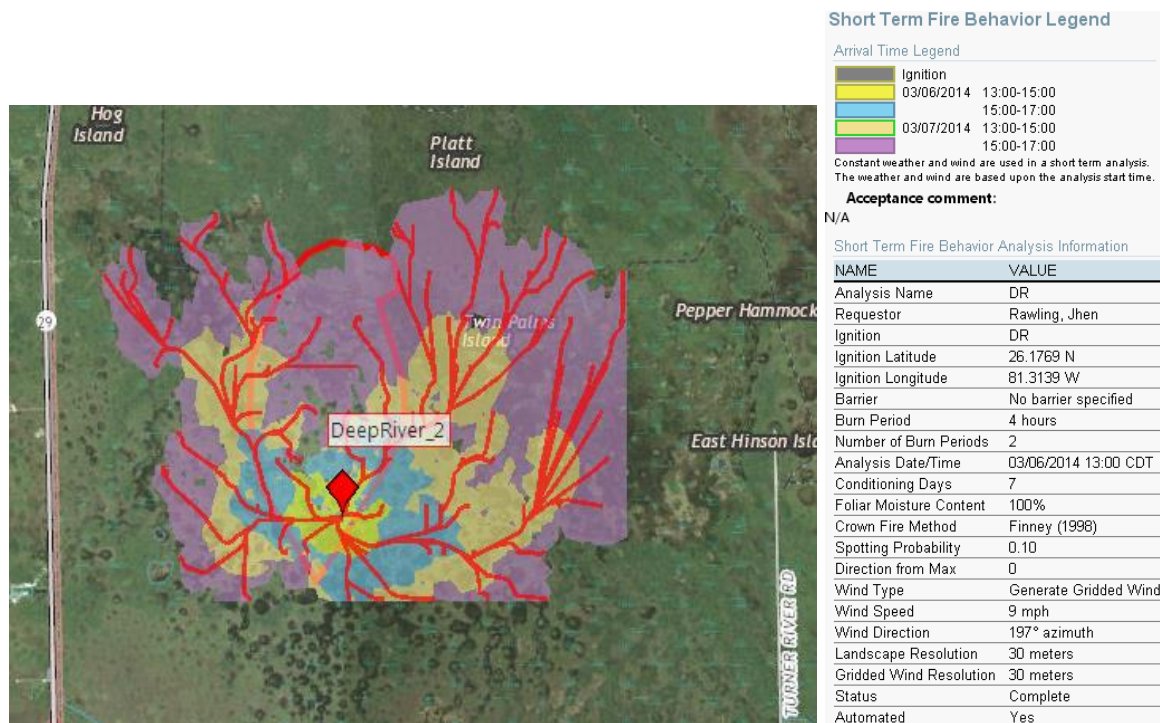 Hog
Island
Platt
Island
29
Twin Palms
Island
Pepper Hammock
DeepRiver_2
East Hinson Isla
TURNER RIVER RD
Short Term Fire Behavior Legend
Arrival Time Legend
Ignition
03/06/2014 13:00-15:00
15:00-17:00
03/07/2014 13:00-15:00
15:00-17:00
Constant weather and wind are used in a short term analysis.
The weather and wind are based upon the analysis start time.
Acceptance comment:
N/A
Short Term Fire Behavior Analysis Information
NAME VALUE
Analysis Name DR
Requestor Rawling, Jhen
Ignition DR
Ignition Latitude 26.1769 N
Ignition Longitude 81.3139 W
Barrier No barrier specified
Burn Period 4 hours
Number of Burn Periods 2
Analysis Date/Time 03/06/2014 13:00 CDT
Conditioning Days 7
Foliar Moisture Content 100%
Crown Fire Method Finney (1998)
Spotting Probability 0.10
Direction from Max 0
Wind Type Generate Gridded Wind
Wind Speed 9 mph
Wind Direction 197° azimuth
Landscape Resolution 30 meters
Gridded Wind Resolution 30 meters
Status Complete
Automated Yes